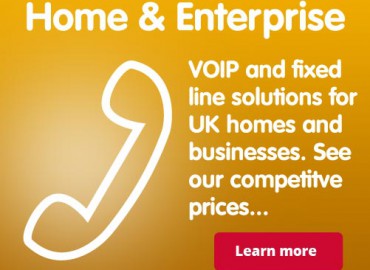 Home & Enterprise
VOIP and fixed
line solutions for
UK homes and
businesses. See
our competitve
prices...
Learn more